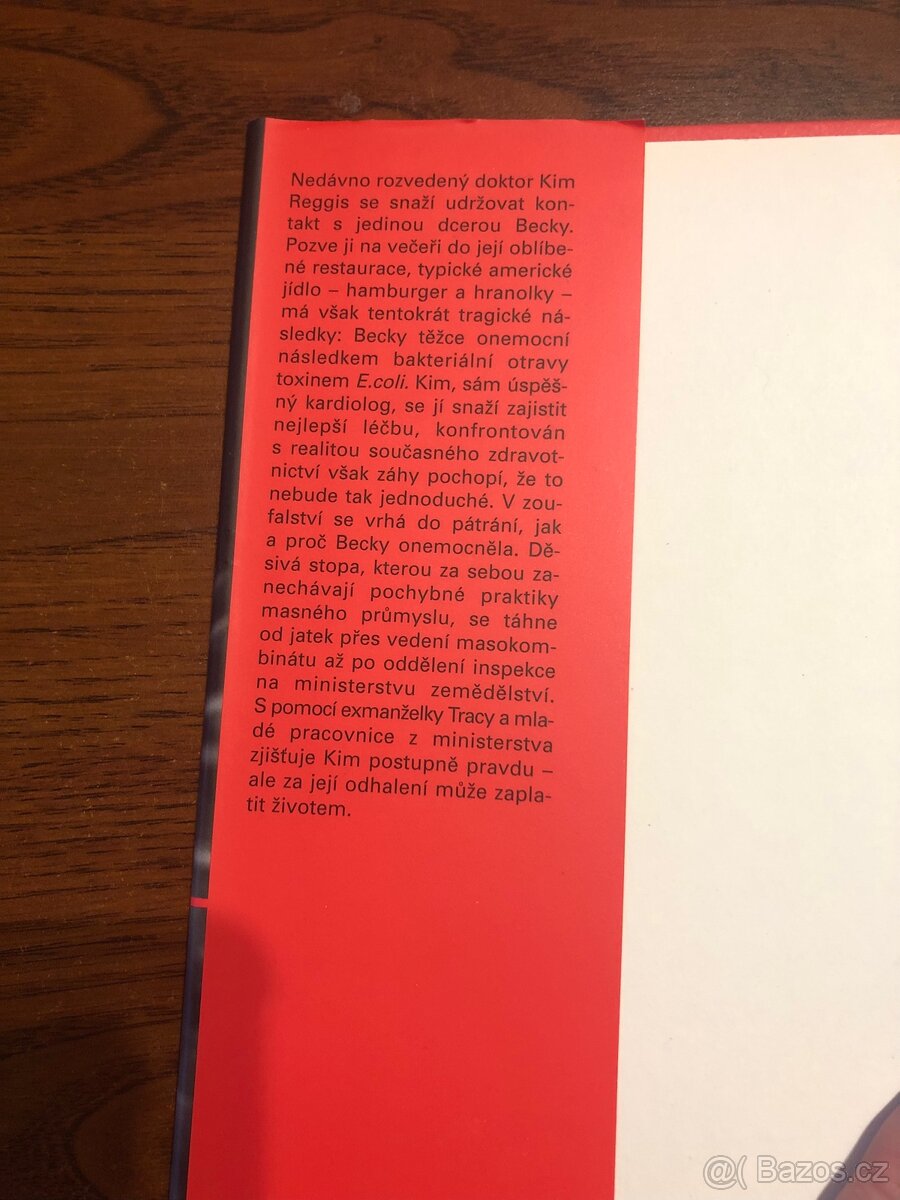 Nedávno rozvedený doktor Kim
Reggis se snaží udržovat kon-
takt s jedinou dcerou Becky.
Pozve ji na večeři do její oblíbe-
né restaurace, typické americké
jídlo – hamburger a hranolky –
má však tentokrát tragické ná-
sledky: Becky těžce onemocní
následkem bakteriální otravy
toxinem E.coli. Kim, sám úspěš-
ný kardiolog, se jí snaží zajistit
nejlepší léčbu, konfrontován
s realitou současného zdravot-
nictví však záhy pochopí, že to
nebude tak jednoduché. V zou-
falství se vrhá do pátrání, jak
a proč Becky onemocněla. Dě-
sivá stopa, kterou za sebou za-
nechávají pochybné praktiky
masného průmyslu, se táhne
od jatek přes vedení masokom-
binátu až po oddělení inspekce
na ministerstvu zemědělství.
S pomocí exmanželky Tracy a mla-
dé pracovnice z ministerstva
zjišťuje Kim postupně pravdu –
ale za její odhalení může zapla-
tit životem.
@( Bazos.cz